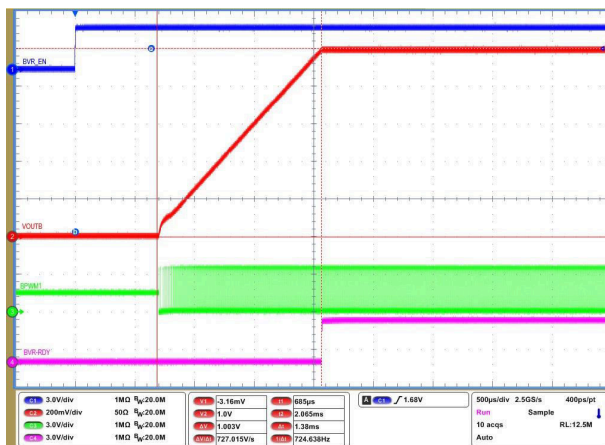 BVR_EN
1
a
b
VOUTB
2
BPWM1
3
BVR-RDY
4
C1 3.0V/div 1MΩ BW:20.0M
C2 200mV/div 50Ω BW:20.0M
C3 3.0V/div 1MΩ BW:20.0M
C4 3.0V/div 1MΩ BW:20.0M
V1 -3.16mV t1 685µs
V2 1.0V t2 2.065ms
ΔV 1.003V Δt 1.38ms
ΔV/Δt 727.015V/s 1/Δt 724.638Hz
A C1 1.68V
500µs/div 2.5GS/s 400ps/pt
Run Sample
10 acqs RL:12.5M
Auto